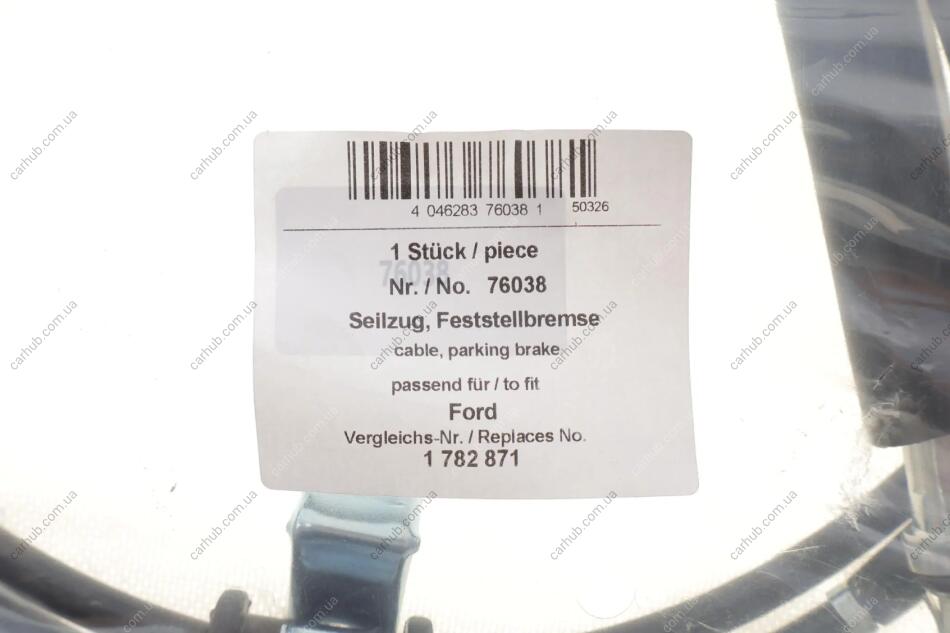 4 046283 76038 1 50326
1 Stück / piece
76038
Nr. / No. 76038
Seilzug, Feststellbremse
cable, parking brake
passend für / to fit
Ford
Vergleichs-Nr. / Replaces No.
1 782 871
carhub.com.ua